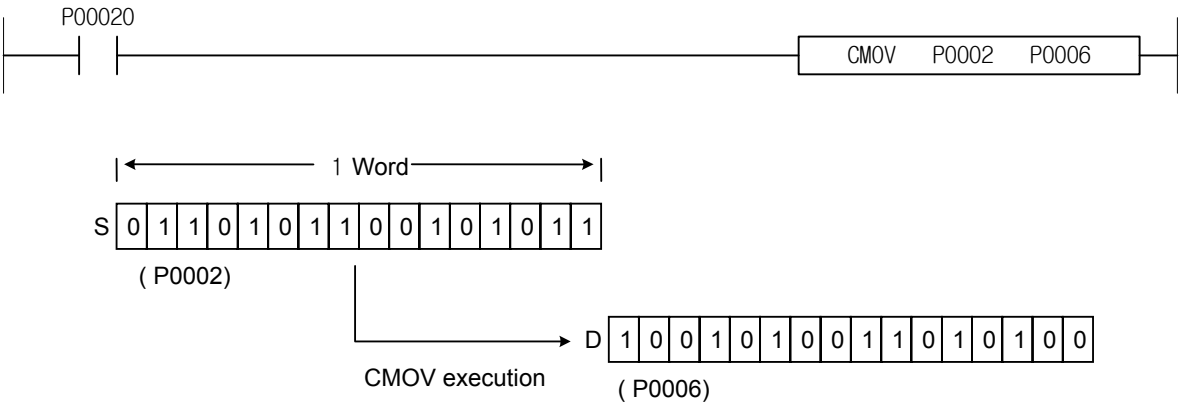 P00020
CMOV P0002 P0006
1 Word
S 0 1 1 0 1 0 1 1 0 0 1 0 1 0 1 1
( P0002)
D 1 0 0 1 0 1 0 0 1 1 0 1 0 1 0 0
CMOV execution
( P0006)